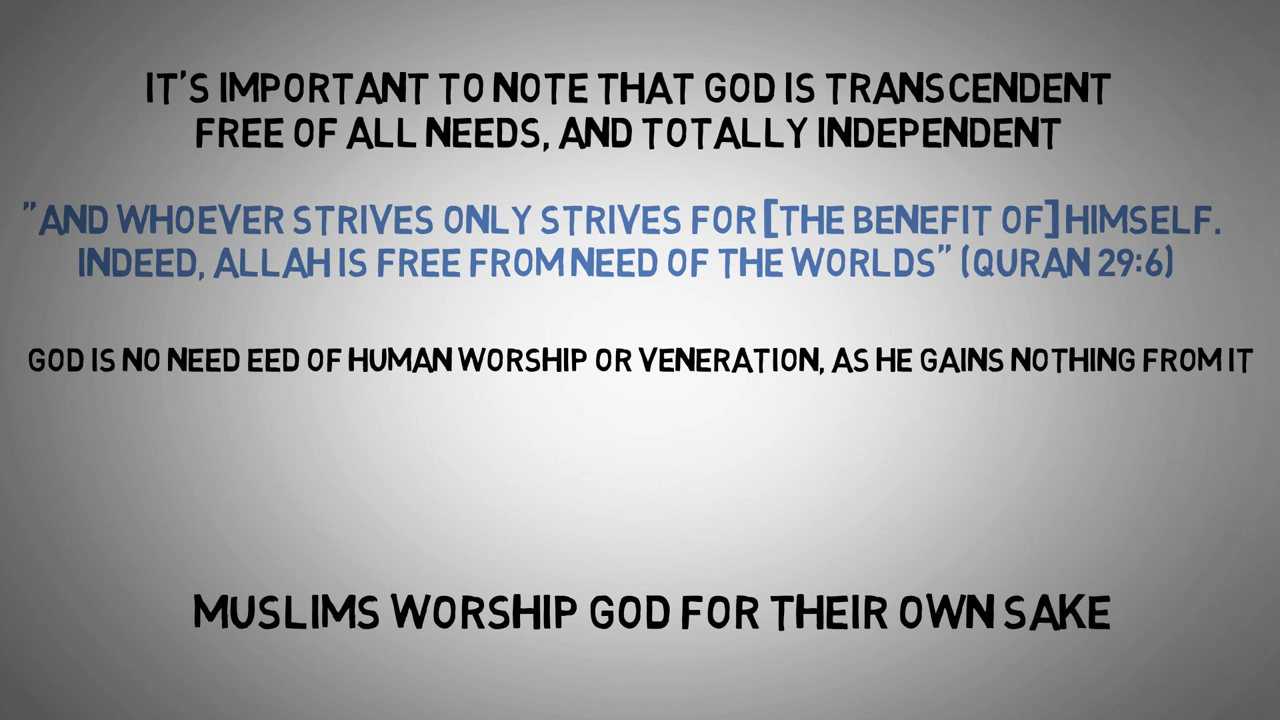 IT'S IMPORTANT TO NOTE THAT GOD IS TRANSCENDENT
FREE OF ALL NEEDS, AND TOTALLY INDEPENDENT
"AND WHOEVER STRIVES ONLY STRIVES FOR [THE BENEFIT OF] HIMSELF.
INDEED, ALLAH IS FREE FROM NEED OF THE WORLDS" (QURAN 29:6)
GOD IS NO NEED EED OF HUMAN WORSHIP OR VENERATION, AS HE GAINS NOTHING FROM IT
MUSLIMS WORSHIP GOD FOR THEIR OWN SAKE